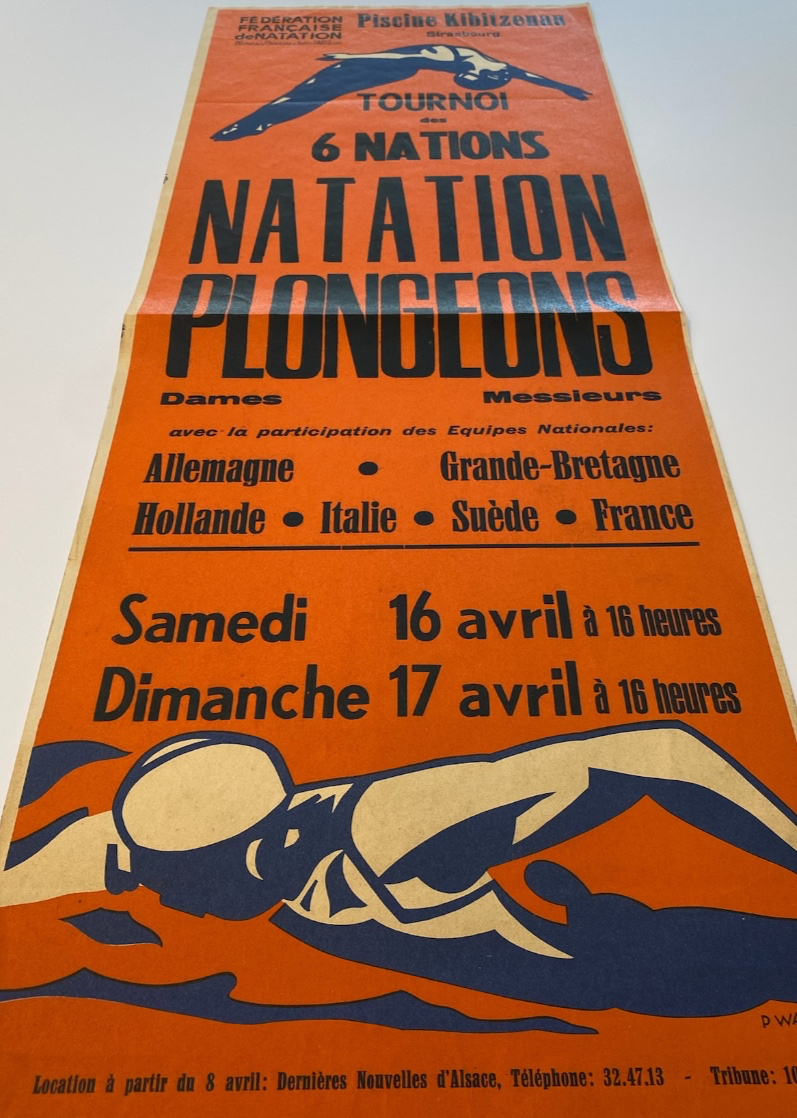 FÉDÉRATION
FRANÇAISE
deNATATION
Piscine Kibitzenau
Strasbourg
TOURNOI
des
6 NATIONS
NATATION
PLONGEONS
Dames Messieurs
avec la participation des Equipes Nationales:
Allemagne • Grande-Bretagne
Hollande • Italie • Suède • France
Samedi 16 avril à 16 heures
Dimanche 17 avril à 16 heures
P WA
Location à partir du 8 avril: Dernières Nouvelles d'Alsace, Téléphone: 32.47.13 - Tribune: 10